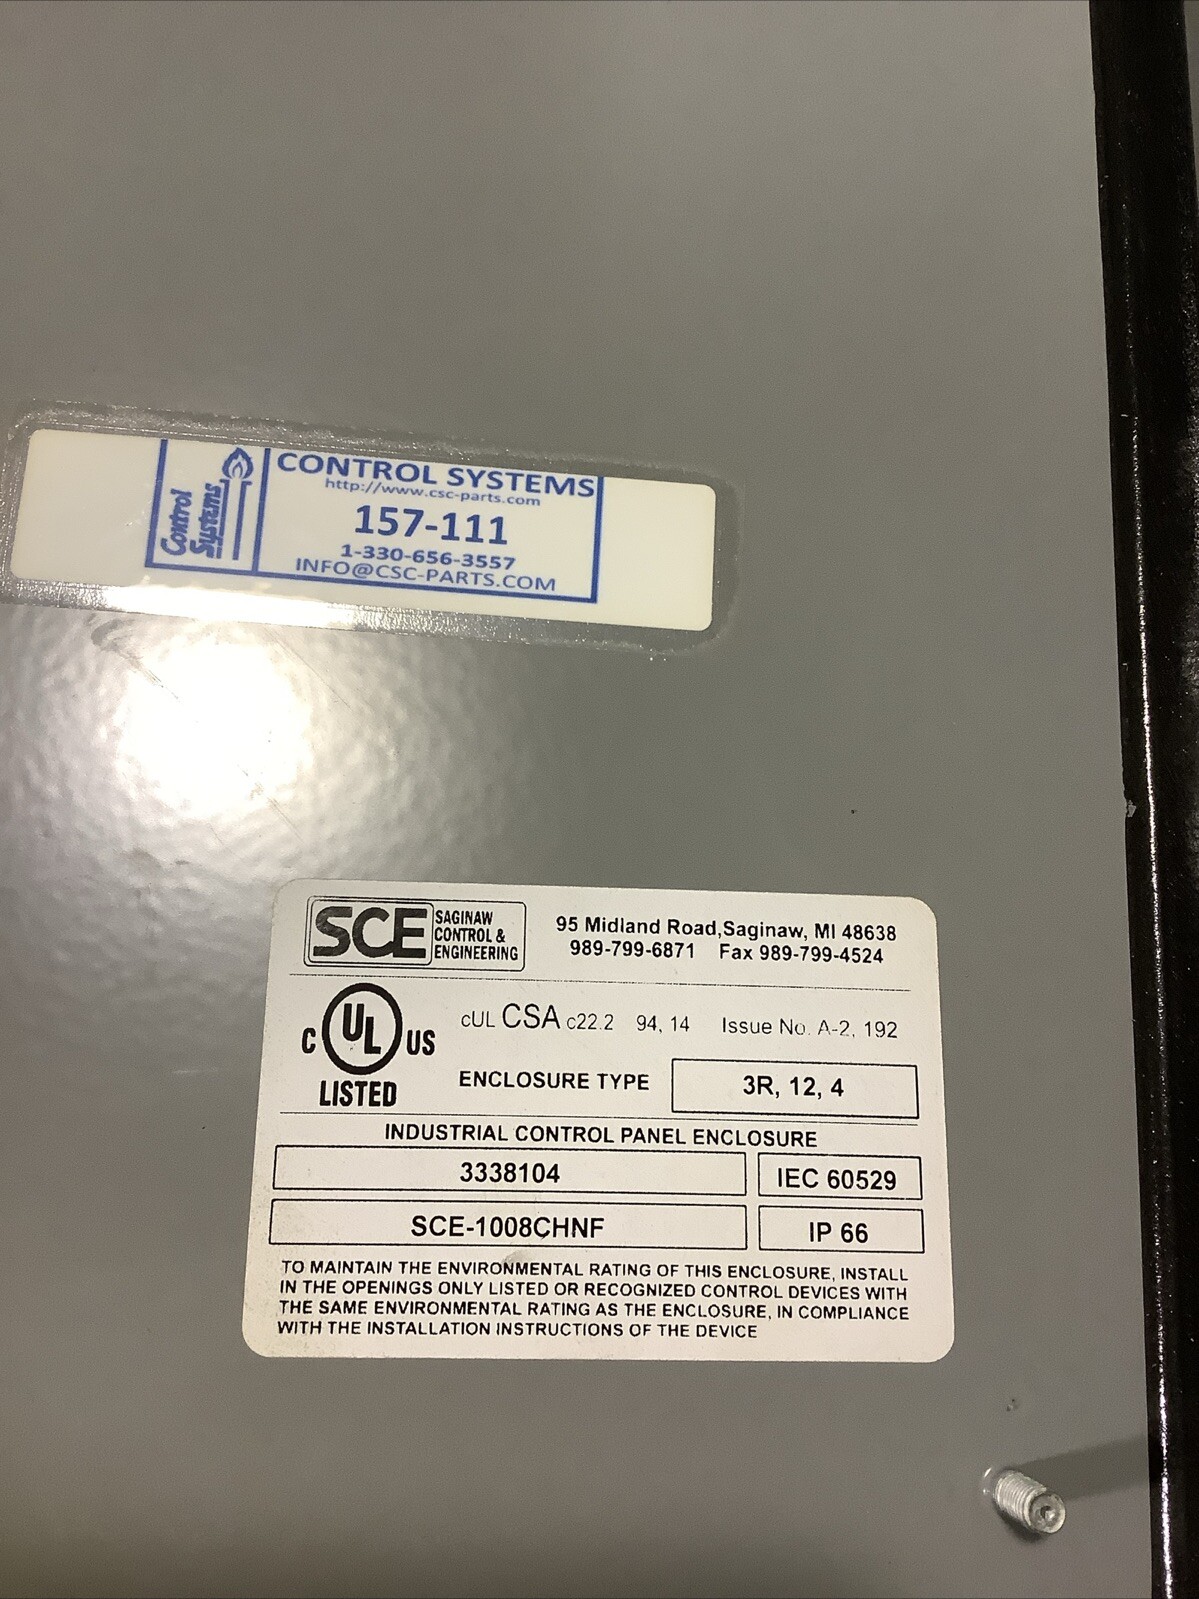 CONTROL SYSTEMS
http://www.csc-parts.com
157-111
1-330-656-3557
INFO@CSC-PARTS.COM
Control
Systems
SCE
SAGINAW
CONTROL &
ENGINEERING
95 Midland Road,Saginaw, MI 48638
989-799-6871 Fax 989-799-4524
C UL US
LISTED
cUL CSA c22.2 94, 14 Issue No. A-2, 192
ENCLOSURE TYPE 3R, 12, 4
INDUSTRIAL CONTROL PANEL ENCLOSURE
3338104 IEC 60529
SCE-1008CHNF IP 66
TO MAINTAIN THE ENVIRONMENTAL RATING OF THIS ENCLOSURE, INSTALL
IN THE OPENINGS ONLY LISTED OR RECOGNIZED CONTROL DEVICES WITH
THE SAME ENVIRONMENTAL RATING AS THE ENCLOSURE, IN COMPLIANCE
WITH THE INSTALLATION INSTRUCTIONS OF THE DEVICE